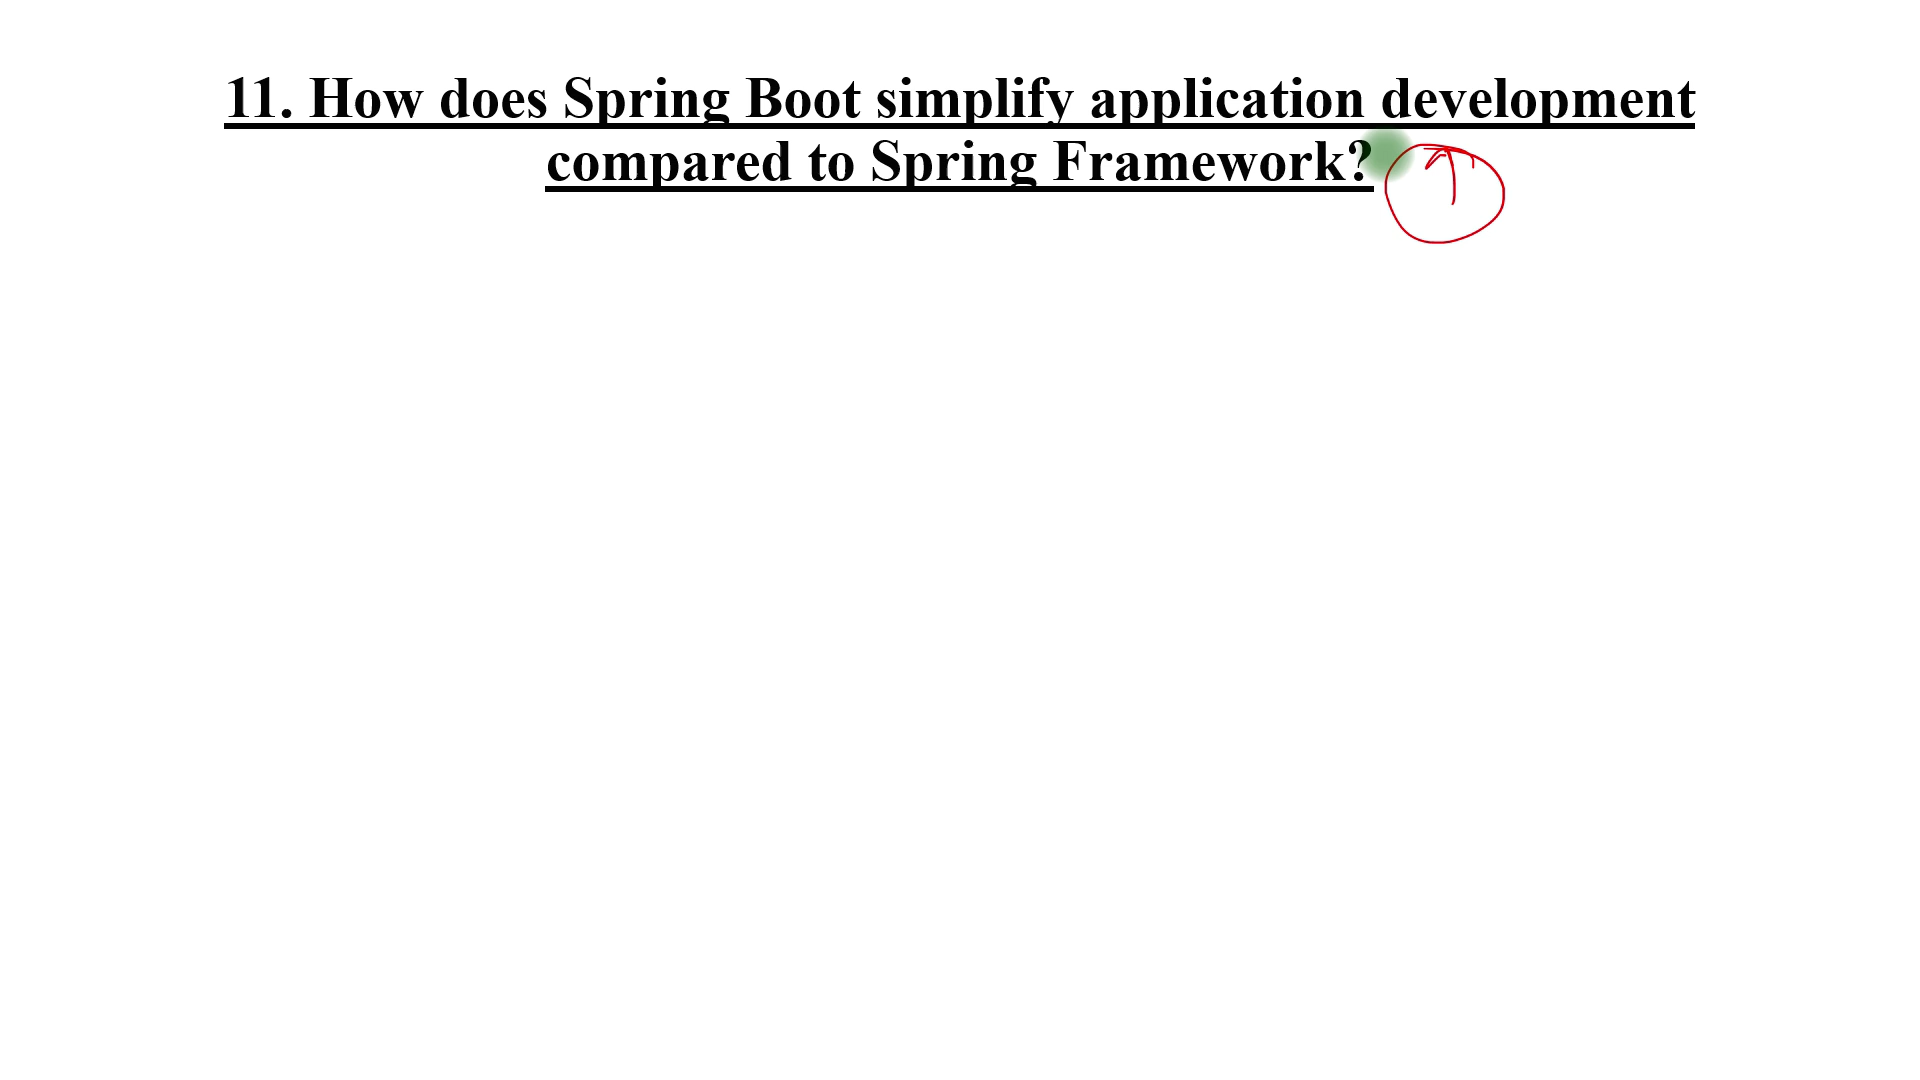 11. How does Spring Boot simplify application development
compared to Spring Framework?